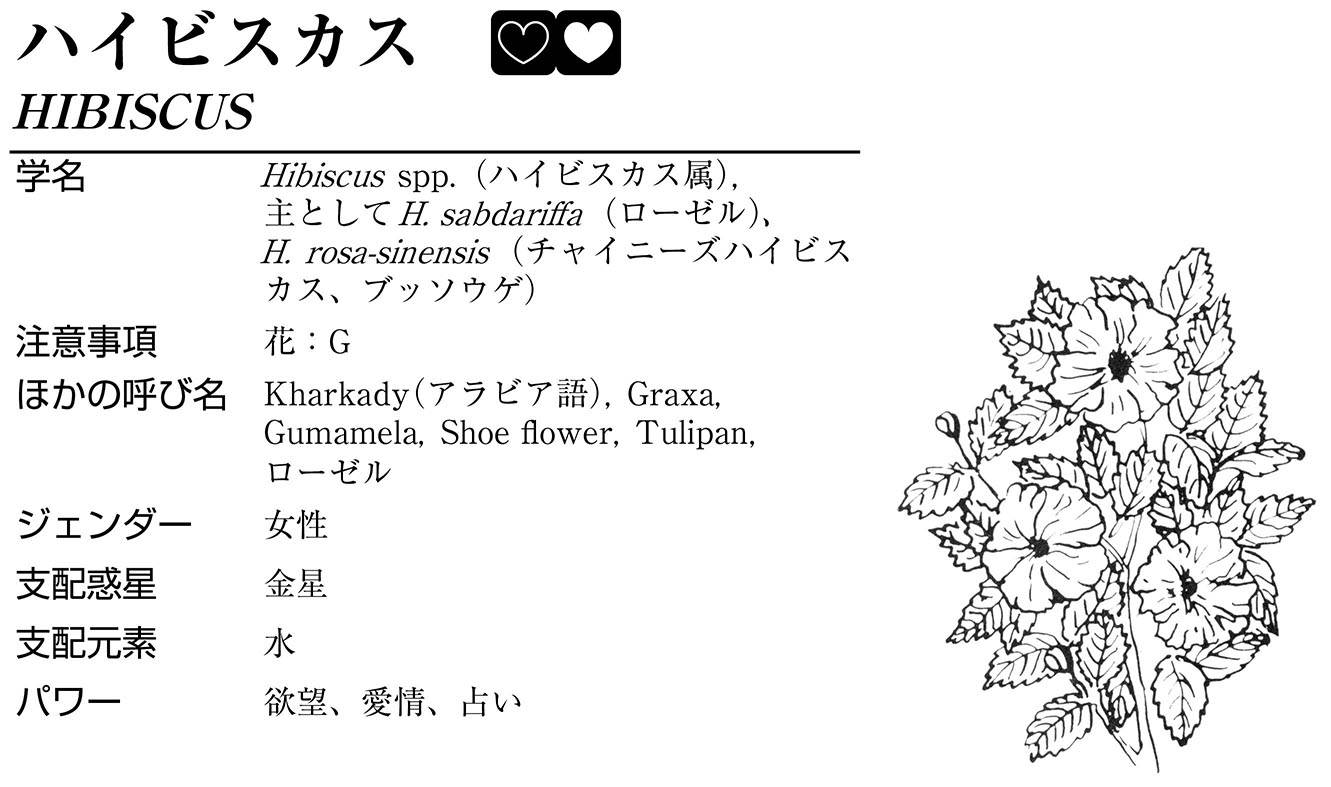 ハイビスカス
HIBISCUS
学名 Hibiscus spp.（ハイビスカス属),
主として H. sabdariffa（ローゼル)、
H. rosa-sinensis（チャイニーズハイビス
カス、ブッソウゲ）
注意事項 花：G
ほかの呼び名 Kharkady（アラビア語), Graxa,
Gumamela, Shoe flower, Tulipan,
ローゼル
ジェンダー 女性
支配惑星 金星
支配元素 水
パワー 欲望、愛情、占い